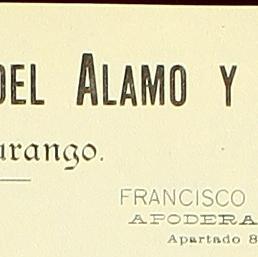 DEL ALAMO Y
urango.
FRANCISCO
APODERA
Apartado 8